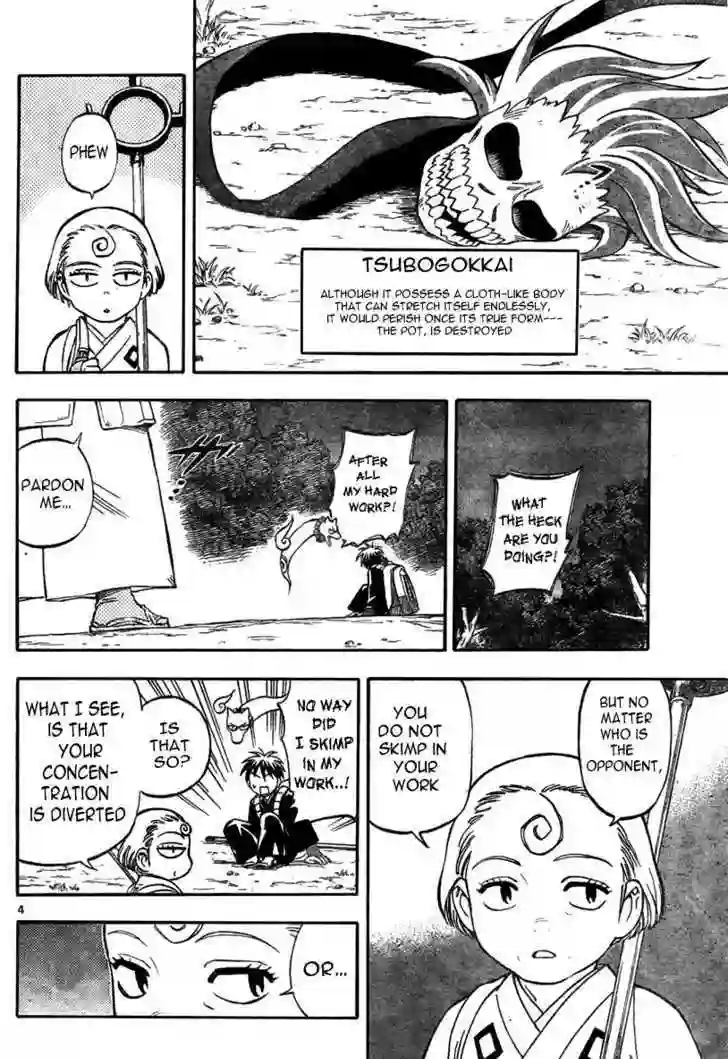 TSUBOGOKKAI
ALTHOUGH IT POSSESS A CLOTH-LIKE BODY
THAT CAN STRETCH ITSELF ENDLESSLY,
IT WOULD PERISH ONCE ITS TRUE FORM---
THE POT, IS DESTROYED
PHEW
WHAT
THE HECK
ARE YOU
DOING?!
AFTER
ALL
MY HARD
WORK?!
PARDON
ME...
BUT NO
MATTER
WHO IS
THE
OPPONENT,
YOU
DO NOT
SKIMP IN
YOUR
WORK
NO WAY
DID
I SKIMP
IN MY
WORK..!
IS
THAT
SO?
WHAT I SEE,
IS THAT
YOUR
CONCEN-
TRATION
IS DIVERTED
OR...
4